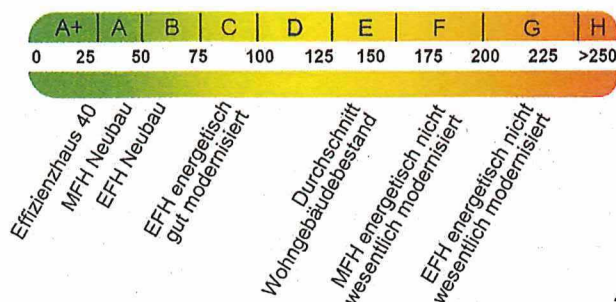 A+ A B C D E F G H
0 25 50 75 100 125 150 175 200 225 >250
Effizienzhaus 40
MFH Neubau
EFH Neubau
EFH energetisch
gut modernisiert
Durchschnitt
Wohngebäudebestand
MFH energetisch nicht
wesentlich modernisiert
EFH energetisch nicht
wesentlich modernisiert